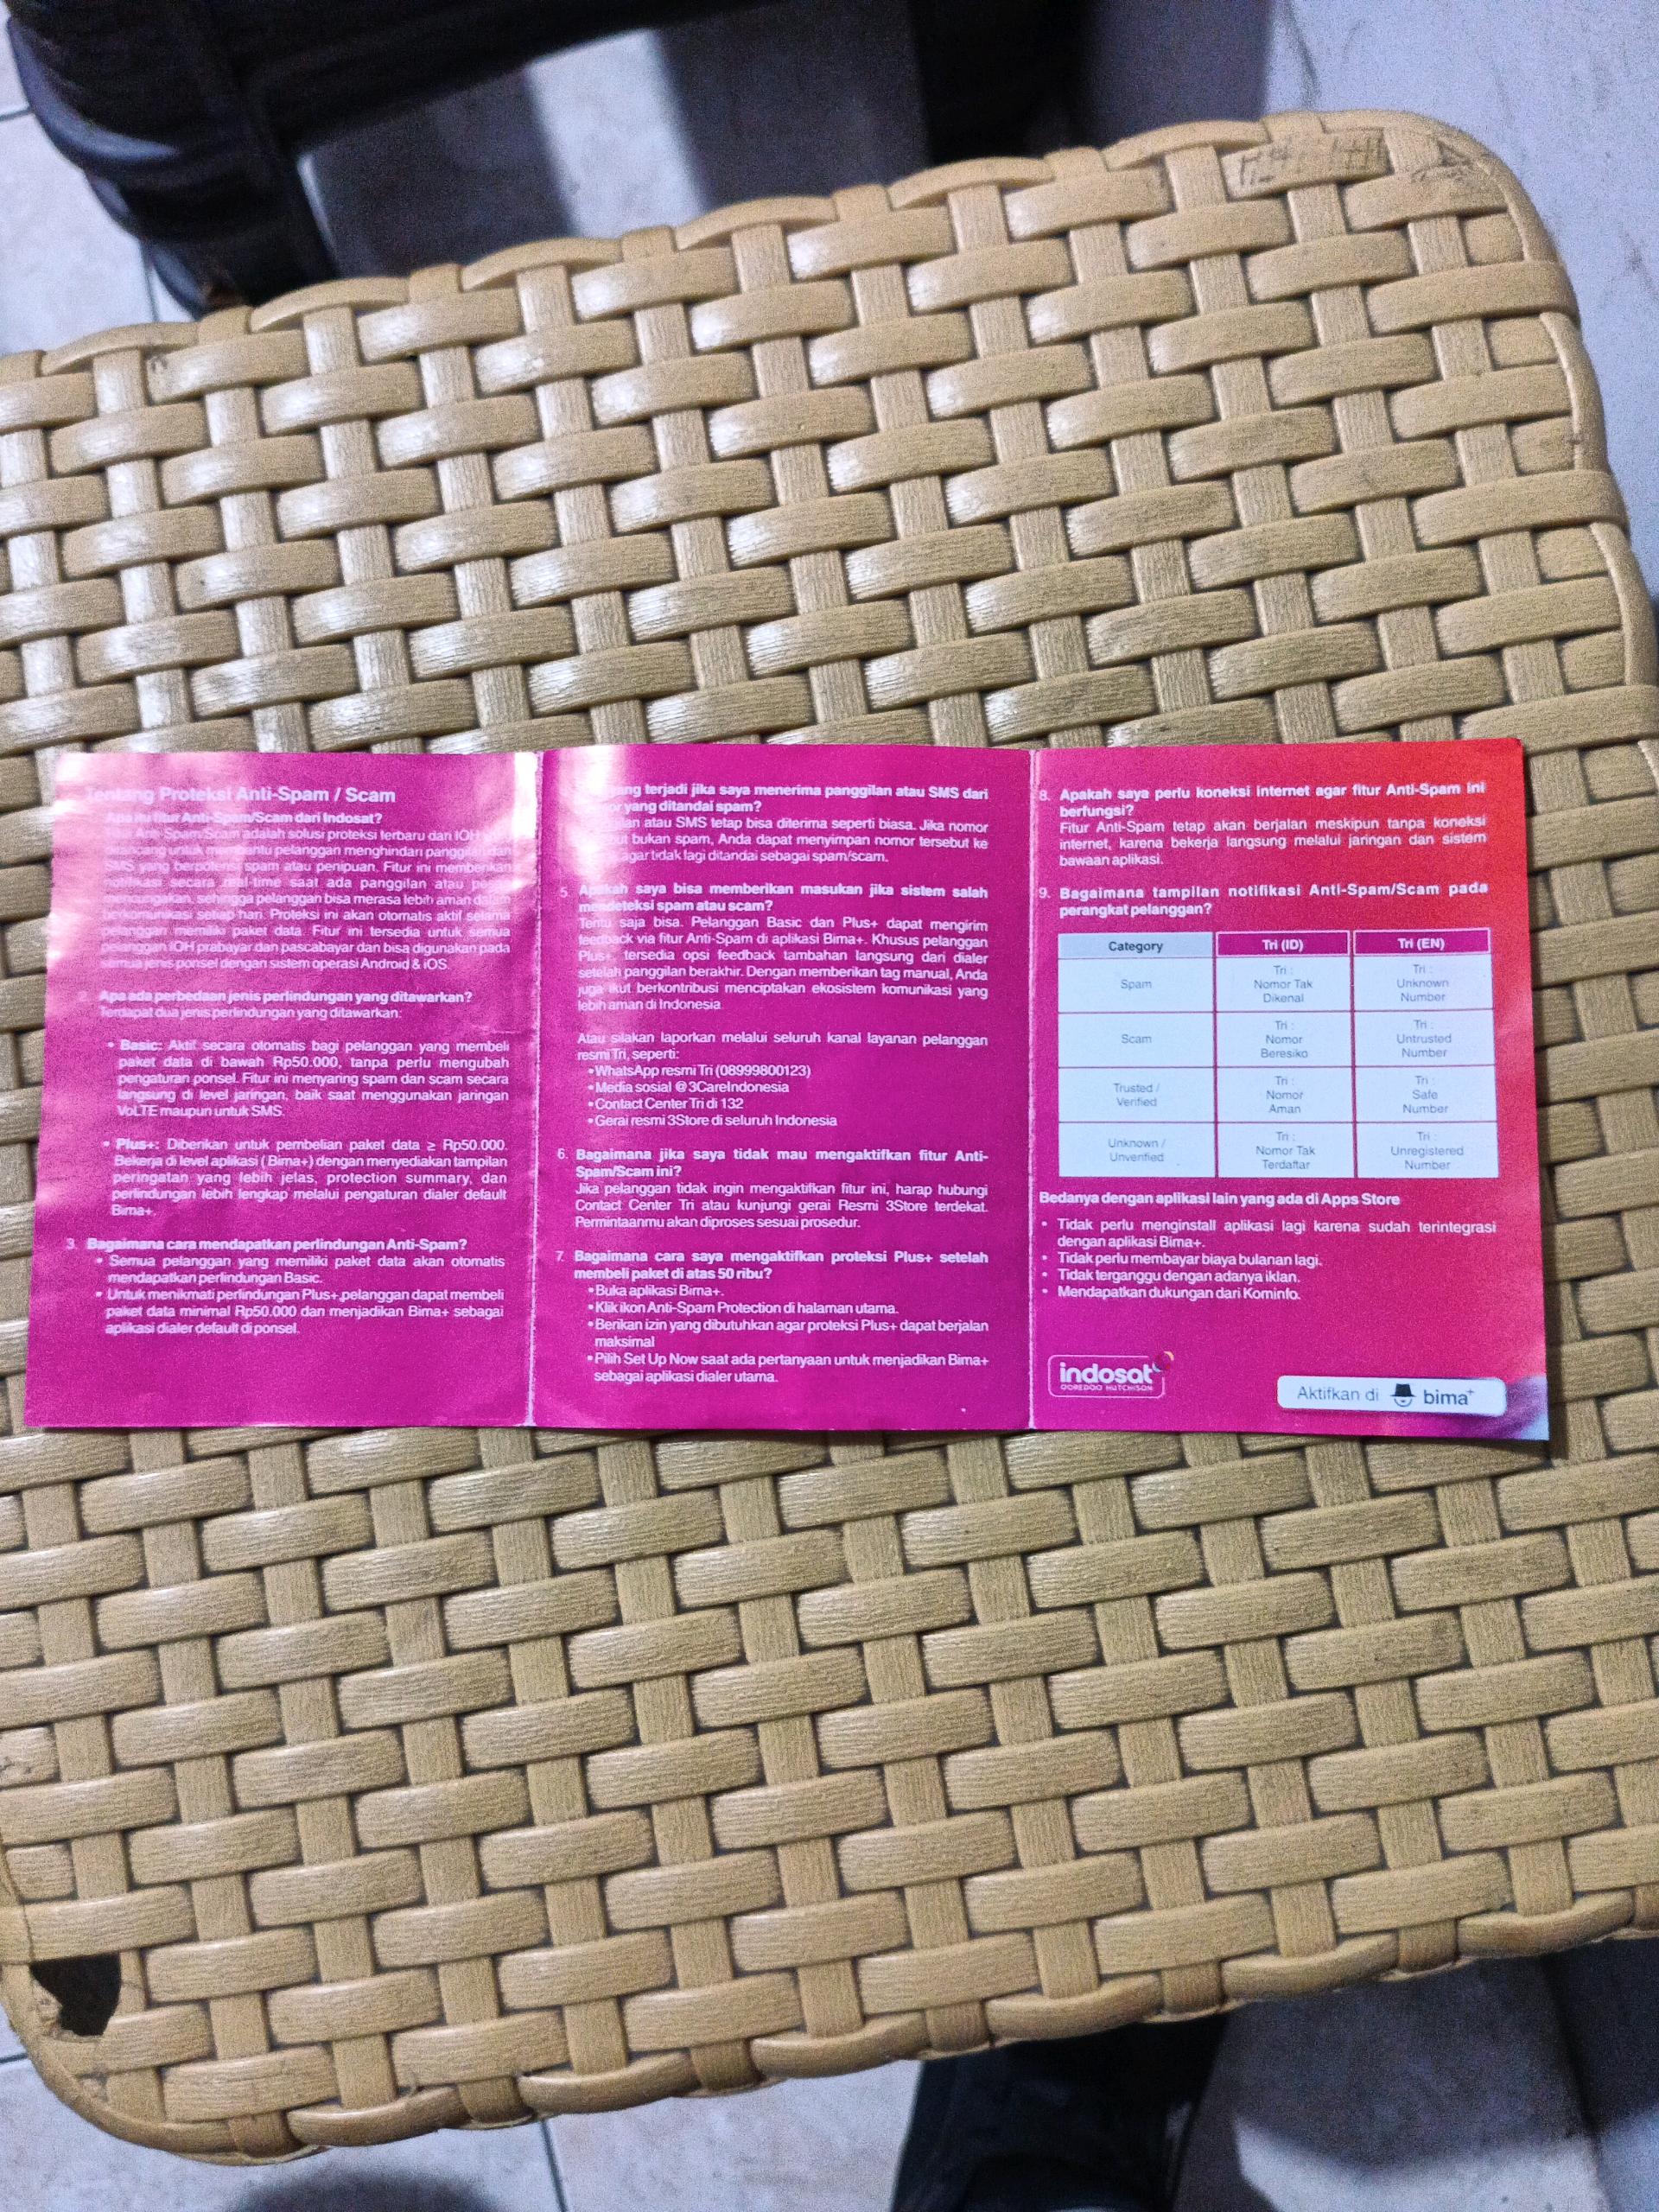 Tentang Proteksi Anti-Spam / Scam
Apa itu fitur Anti-Spam/Scam dari Indosat?
Fitur Anti-Spam/Scam adalah solusi proteksi terbaru dari IOH
dirancang untuk membantu pelanggan menghindari panggilan dan
SMS yang berpotensi spam atau penipuan. Fitur ini memberikan
notifikasi secara real-time saat ada panggilan atau pesan
mencurigakan, sehingga pelanggan bisa merasa lebih aman dalam
berkomunikasi setiap hari. Proteksi ini akan otomatis aktif selama
pelanggan memiliki paket data. Fitur ini tersedia untuk semua
pelanggan IOH prabayar dan pascabayar dan bisa digunakan pada
semua jenis ponsel dengan sistem operasi Android & iOS.
2. Apa ada perbedaan jenis perlindungan yang ditawarkan?
Terdapat dua jenis perlindungan yang ditawarkan:
• Basic: Aktif secara otomatis bagi pelanggan yang membeli
paket data di bawah Rp50.000, tanpa perlu mengubah
pengaturan ponsel. Fitur ini menyaring spam dan scam secara
langsung di level jaringan, baik saat menggunakan jaringan
VoLTE maupun untuk SMS.
• Plus+: Diberikan untuk pembelian paket data ≥ Rp50.000.
Bekerja di level aplikasi (Bima+) dengan menyediakan tampilan
peringatan yang lebih jelas, protection summary, dan
perlindungan lebih lengkap melalui pengaturan dialer default
Bima+.
3. Bagaimana cara mendapatkan perlindungan Anti-Spam?
• Semua pelanggan yang memiliki paket data akan otomatis
mendapatkan perlindungan Basic.
• Untuk menikmati perlindungan Plus+,pelanggan dapat membeli
paket data minimal Rp50.000 dan menjadikan Bima+ sebagai
aplikasi dialer default di ponsel.
yang terjadi jika saya menerima panggilan atau SMS dari
yang ditandai spam?
atau SMS tetap bisa diterima seperti biasa. Jika nomor
bukan spam, Anda dapat menyimpan nomor tersebut ke
agar tidak lagi ditandai sebagai spam/scam.
5. Apakah saya bisa memberikan masukan jika sistem salah
mendeteksi spam atau scam?
Tentu saja bisa. Pelanggan Basic dan Plus+ dapat mengirim
feedback via fitur Anti-Spam di aplikasi Bima+. Khusus pelanggan
Plus+, tersedia opsi feedback tambahan langsung dari dialer
setelah panggilan berakhir. Dengan memberikan tag manual, Anda
juga ikut berkontribusi menciptakan ekosistem komunikasi yang
lebih aman di Indonesia.
Atau silakan laporkan melalui seluruh kanal layanan pelanggan
resmi Tri, seperti:
• WhatsApp resmi Tri (08999800123)
• Media sosial @3CareIndonesia
• Contact Center Tri di 132
• Gerai resmi 3Store di seluruh Indonesia
6. Bagaimana jika saya tidak mau mengaktifkan fitur Anti-
Spam/Scam ini?
Jika pelanggan tidak ingin mengaktifkan fitur ini, harap hubungi
Contact Center Tri atau kunjungi gerai Resmi 3Store terdekat.
Permintaanmu akan diproses sesuai prosedur.
7. Bagaimana cara saya mengaktifkan proteksi Plus+ setelah
membeli paket di atas 50 ribu?
• Buka aplikasi Bima+.
• Klik ikon Anti-Spam Protection di halaman utama.
• Berikan izin yang dibutuhkan agar proteksi Plus+ dapat berjalan
maksimal
• Pilih Set Up Now saat ada pertanyaan untuk menjadikan Bima+
sebagai aplikasi dialer utama.
8. Apakah saya perlu koneksi internet agar fitur Anti-Spam ini
berfungsi?
Fitur Anti-Spam tetap akan berjalan meskipun tanpa koneksi
internet, karena bekerja langsung melalui jaringan dan sistem
bawaan aplikasi.
9. Bagaimana tampilan notifikasi Anti-Spam/Scam pada
perangkat pelanggan?
Category Tri (ID) Tri (EN)
Spam
Tri :
Nomor Tak
Dikenal
Tri :
Unknown
Number
Scam
Tri :
Nomor
Beresiko
Tri :
Untrusted
Number
Trusted /
Verified
Tri :
Nomor
Aman
Tri :
Safe
Number
Unknown /
Unverified
Tri :
Nomor Tak
Terdaftar
Tri :
Unregistered
Number
Bedanya dengan aplikasi lain yang ada di Apps Store
• Tidak perlu menginstall aplikasi lagi karena sudah terintegrasi
dengan aplikasi Bima+.
• Tidak perlu membayar biaya bulanan lagi.
• Tidak terganggu dengan adanya iklan.
• Mendapatkan dukungan dari Kominfo.
indosat
OOREDOO HUTCHISON
Aktifkan di bima+